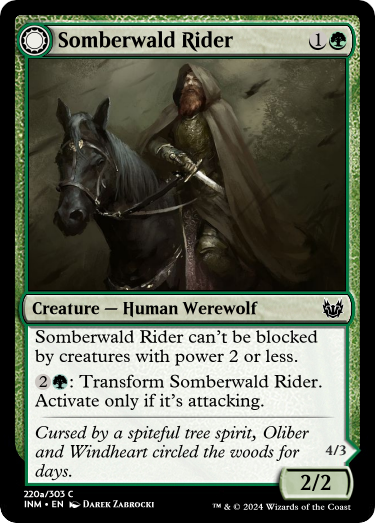 Somberwald Rider 1
Creature — Human Werewolf
Somberwald Rider can't be blocked
by creatures with power 2 or less.
2: Transform Somberwald Rider.
Activate only if it's attacking.
Cursed by a spiteful tree spirit, Oliber
and Windheart circled the woods for
days.
4/3
2/2
220a/303 C
INM • EN Darek Zabrocki
™ & © 2024 Wizards of the Coast